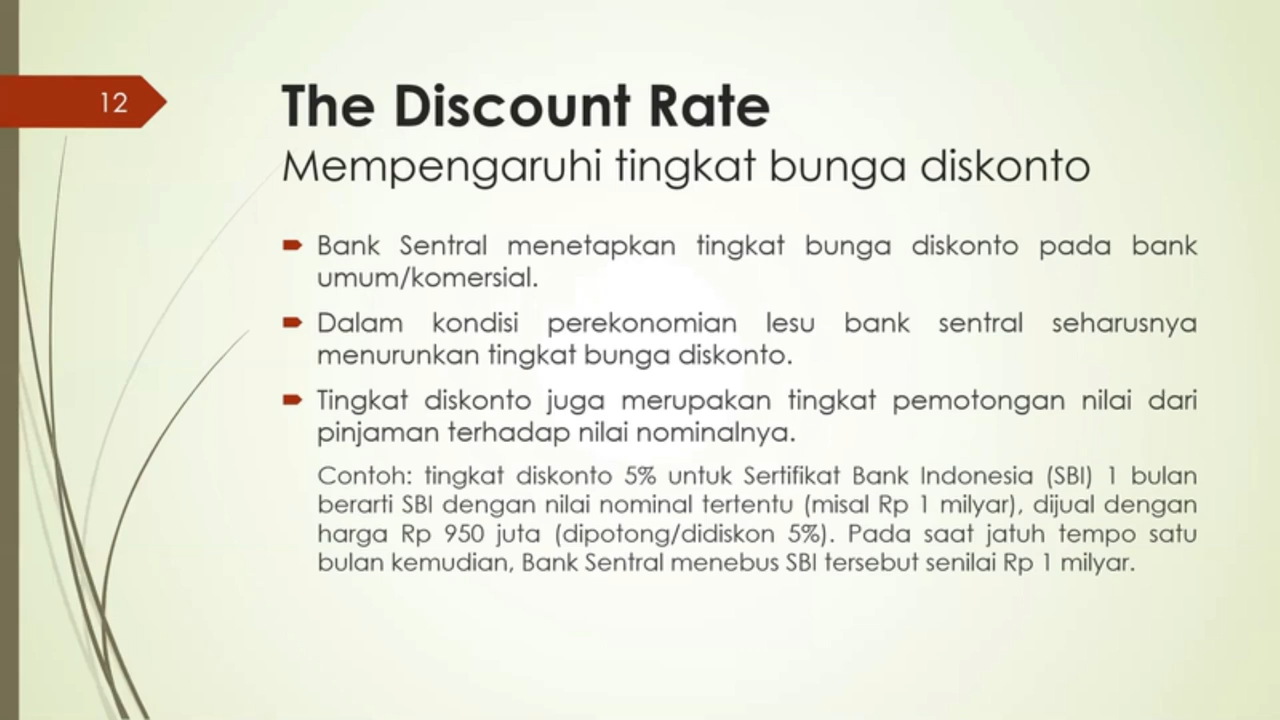 12
The Discount Rate
Mempengaruhi tingkat bunga diskonto
Bank Sentral menetapkan tingkat bunga diskonto pada bank
umum/komersial.
Dalam kondisi perekonomian lesu bank sentral seharusnya
menurunkan tingkat bunga diskonto.
Tingkat diskonto juga merupakan tingkat pemotongan nilai dari
pinjaman terhadap nilai nominalnya.
Contoh: tingkat diskonto 5% untuk Sertifikat Bank Indonesia (SBI) 1 bulan
berarti SBI dengan nilai nominal tertentu (misal Rp 1 milyar), dijual dengan
harga Rp 950 juta (dipotong/didiskon 5%). Pada saat jatuh tempo satu
bulan kemudian, Bank Sentral menebus SBI tersebut senilai Rp 1 milyar.